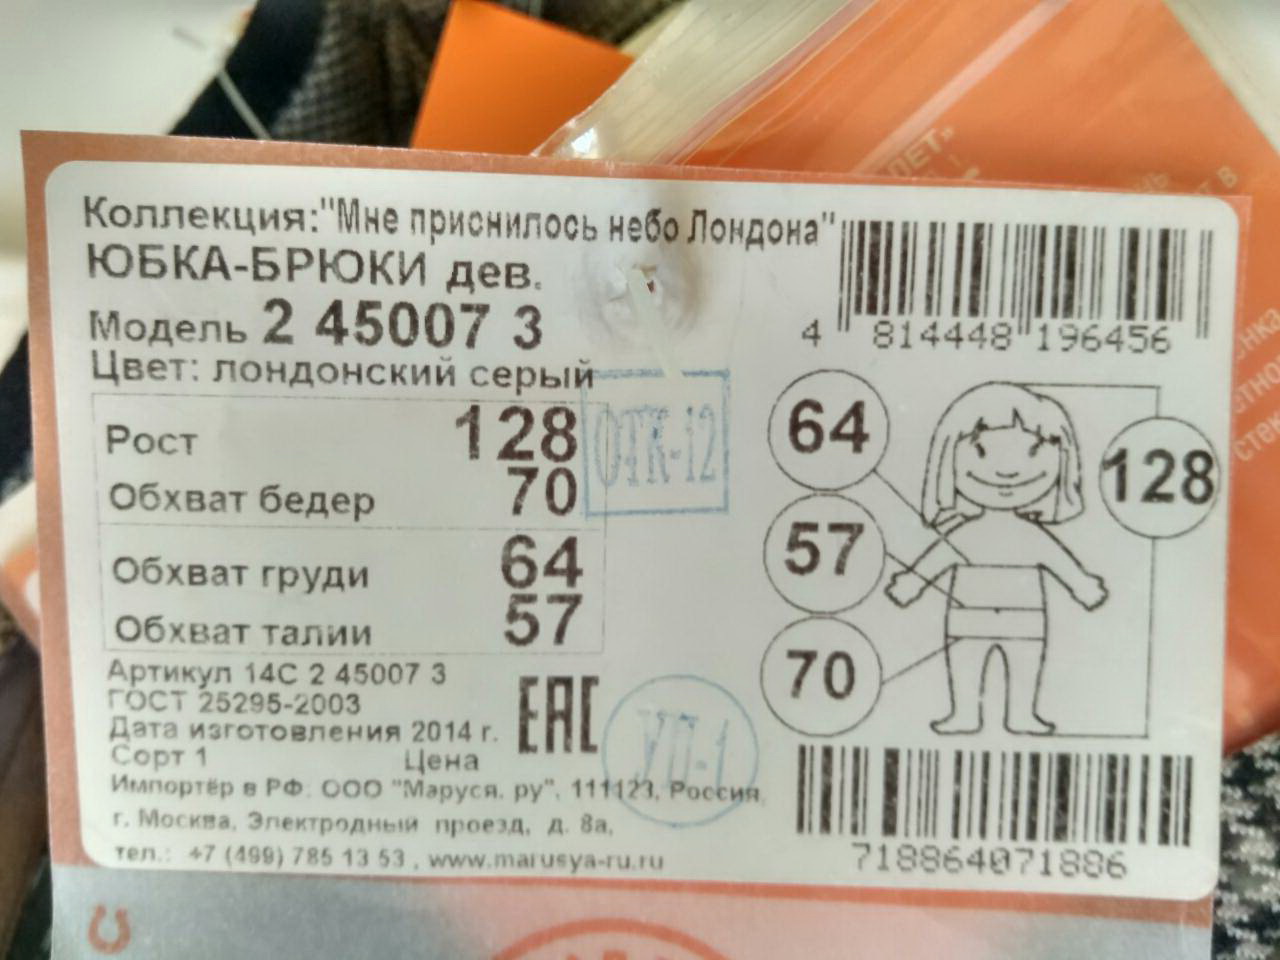 Коллекция:"Мне приснилось небо Лондона"
ЮБКА-БРЮКИ дев.
Модель 2 45007 3
Цвет: лондонский серый
Рост 128
Обхват бедер 70
Обхват груди 64
Обхват талии 57
Артикул 14С 2 45007 3
ГОСТ 25295-2003
Дата изготовления 2014 г.
Сорт 1 Цена
Импортёр в РФ: ООО "Маруся. ру", 111123, Россия,
г. Москва, Электродный проезд, д. 8а,
тел.: +7 (499) 785 13 53 , www.marusya-ru.ru
EAC
ОТК-12
УП-1
4 814448 196456
64
57
70
128
718864071886